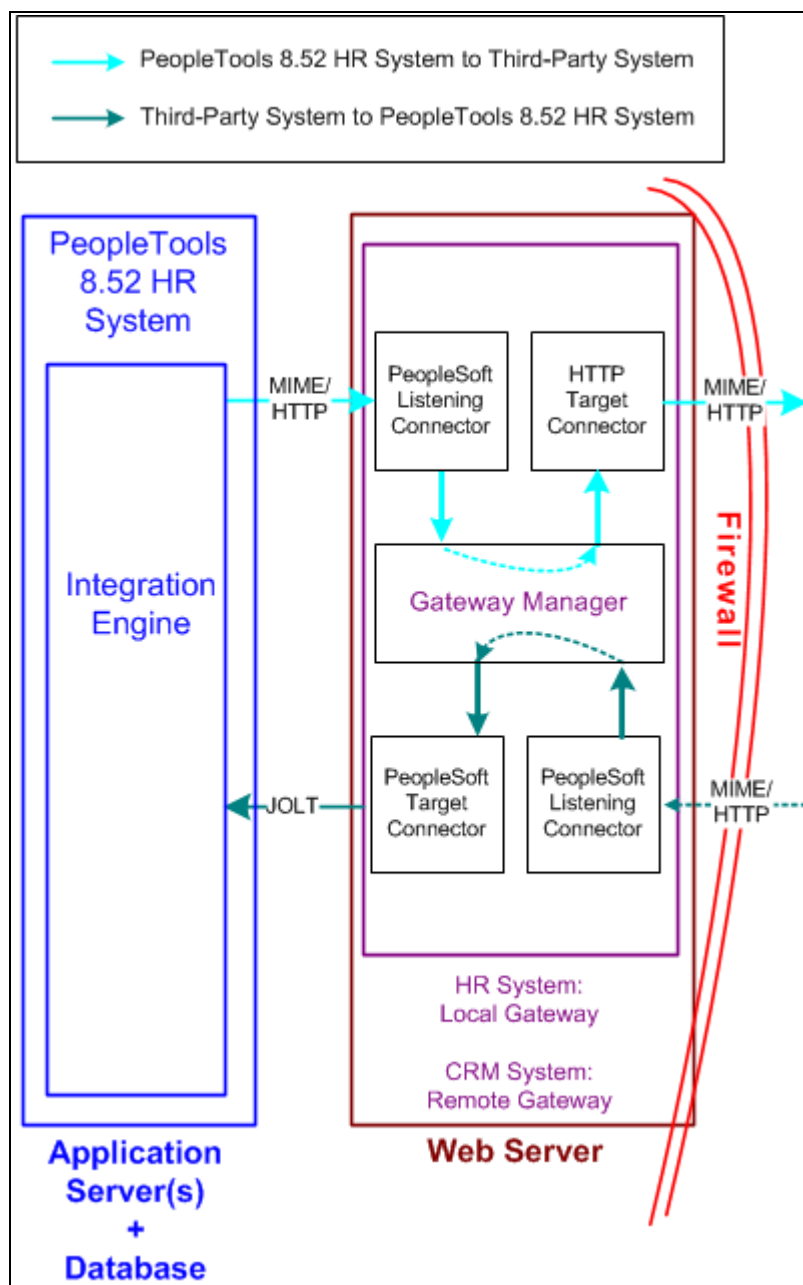 PeopleTools 8.52 HR System to Third-Party System
Third-Party System to PeopleTools 8.52 HR System
PeopleTools
8.52 HR
System
Integration
Engine
MIME/
HTTP
PeopleSoft
Listening
Connector
HTTP
Target
Connector
MIME/
HTTP
Gateway Manager
Firewall
JOLT
PeopleSoft
Target
Connector
PeopleSoft
Listening
Connector
MIME/
HTTP
HR System:
Local Gateway
CRM System:
Remote Gateway
Application
Server(s)
+
Database
Web Server